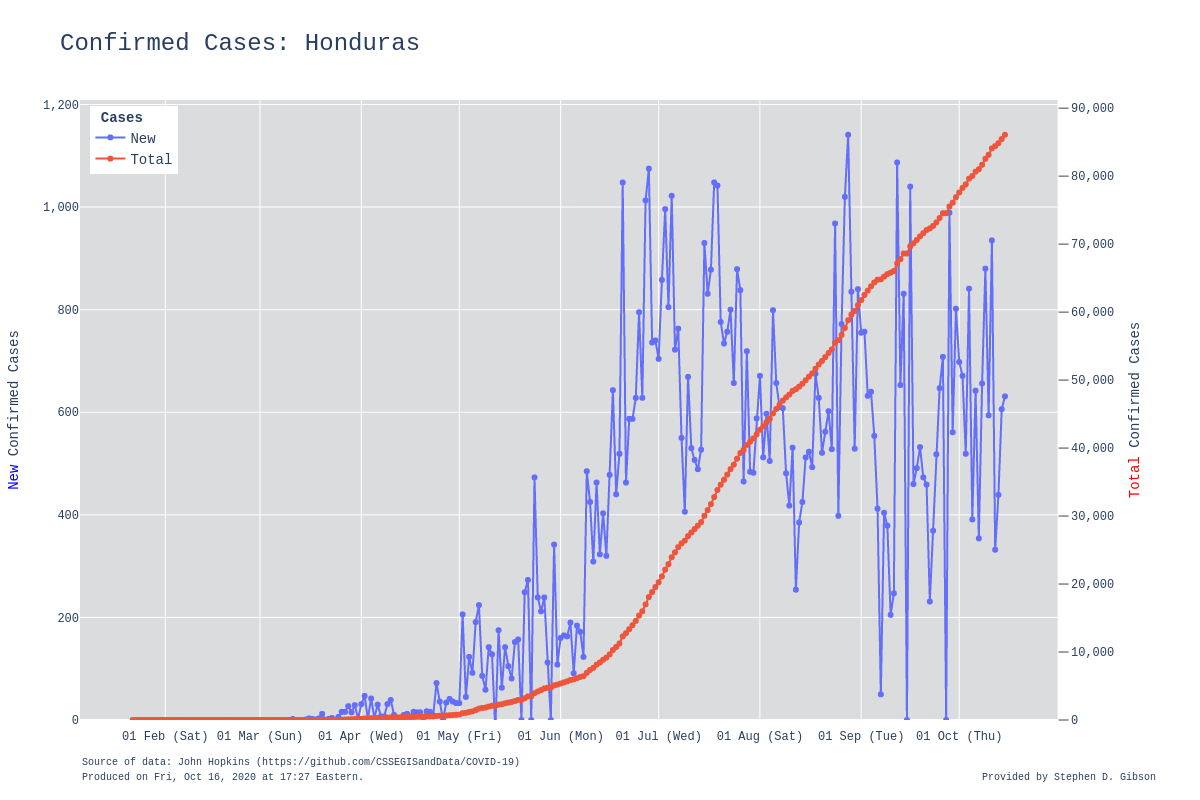 Confirmed Cases: Honduras
Cases
New
Total
1,200
1,000
800
600
400
200
0
90,000
80,000
70,000
60,000
50,000
40,000
30,000
20,000
10,000
0
New Confirmed Cases
Total Confirmed Cases
01 Feb (Sat) 01 Mar (Sun) 01 Apr (Wed) 01 May (Fri) 01 Jun (Mon) 01 Jul (Wed) 01 Aug (Sat) 01 Sep (Tue) 01 Oct (Thu)
Source of data: John Hopkins (https://github.com/CSSEGISandData/COVID-19)
Produced on Fri, Oct 16, 2020 at 17:27 Eastern.
Provided by Stephen D. Gibson